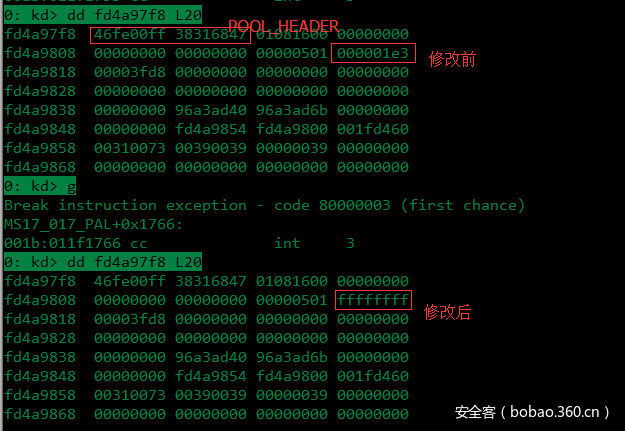 0: kd> dd fd4a97f8 L20
POOL_HEADER
fd4a97f8 46fe00ff 38316847 01081600 00000000
fd4a9808 00000000 00000000 00000501 000001e3
修改前
fd4a9818 00003fd8 00000000 00000000 00000000
fd4a9828 00000000 00000000 00000000 00000000
fd4a9838 00000000 96a3ad40 96a3ad6b 00000000
fd4a9848 00000000 fd4a9854 fd4a9800 001fd460
fd4a9858 00310073 00390039 00000039 00000000
fd4a9868 00000000 00000000 00000000 00000000
0: kd> g
Break instruction exception - code 80000003 (first chance)
MS17_017_PAL+0x1766:
001b:011f1766 cc int 3
0: kd> dd fd4a97f8 L20
fd4a97f8 46fe00ff 38316847 01081600 00000000
fd4a9808 00000000 00000000 00000501 ffffffff
修改后
fd4a9818 00003fd8 00000000 00000000 00000000
fd4a9828 00000000 00000000 00000000 00000000
fd4a9838 00000000 96a3ad40 96a3ad6b 00000000
fd4a9848 00000000 fd4a9854 fd4a9800 001fd460
fd4a9858 00310073 00390039 00000039 00000000
fd4a9868 00000000 00000000 00000000 00000000
安全客（bobao.360.cn）